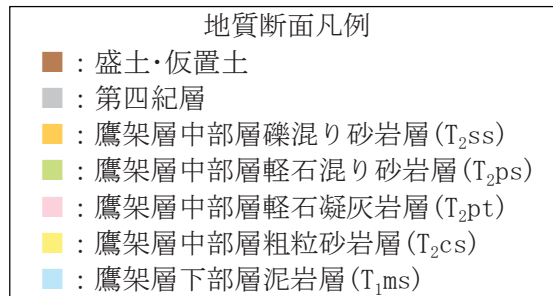 地質断面凡例
：盛土・仮置土
：第四紀層
：鷹架層中部層礫混り砂岩層(T₂ss)
：鷹架層中部層軽石混り砂岩層(T₂ps)
：鷹架層中部層軽石凝灰岩層(T₂pt)
：鷹架層中部層粗粒砂岩層(T₂cs)
：鷹架層下部層泥岩層(T₁ms)